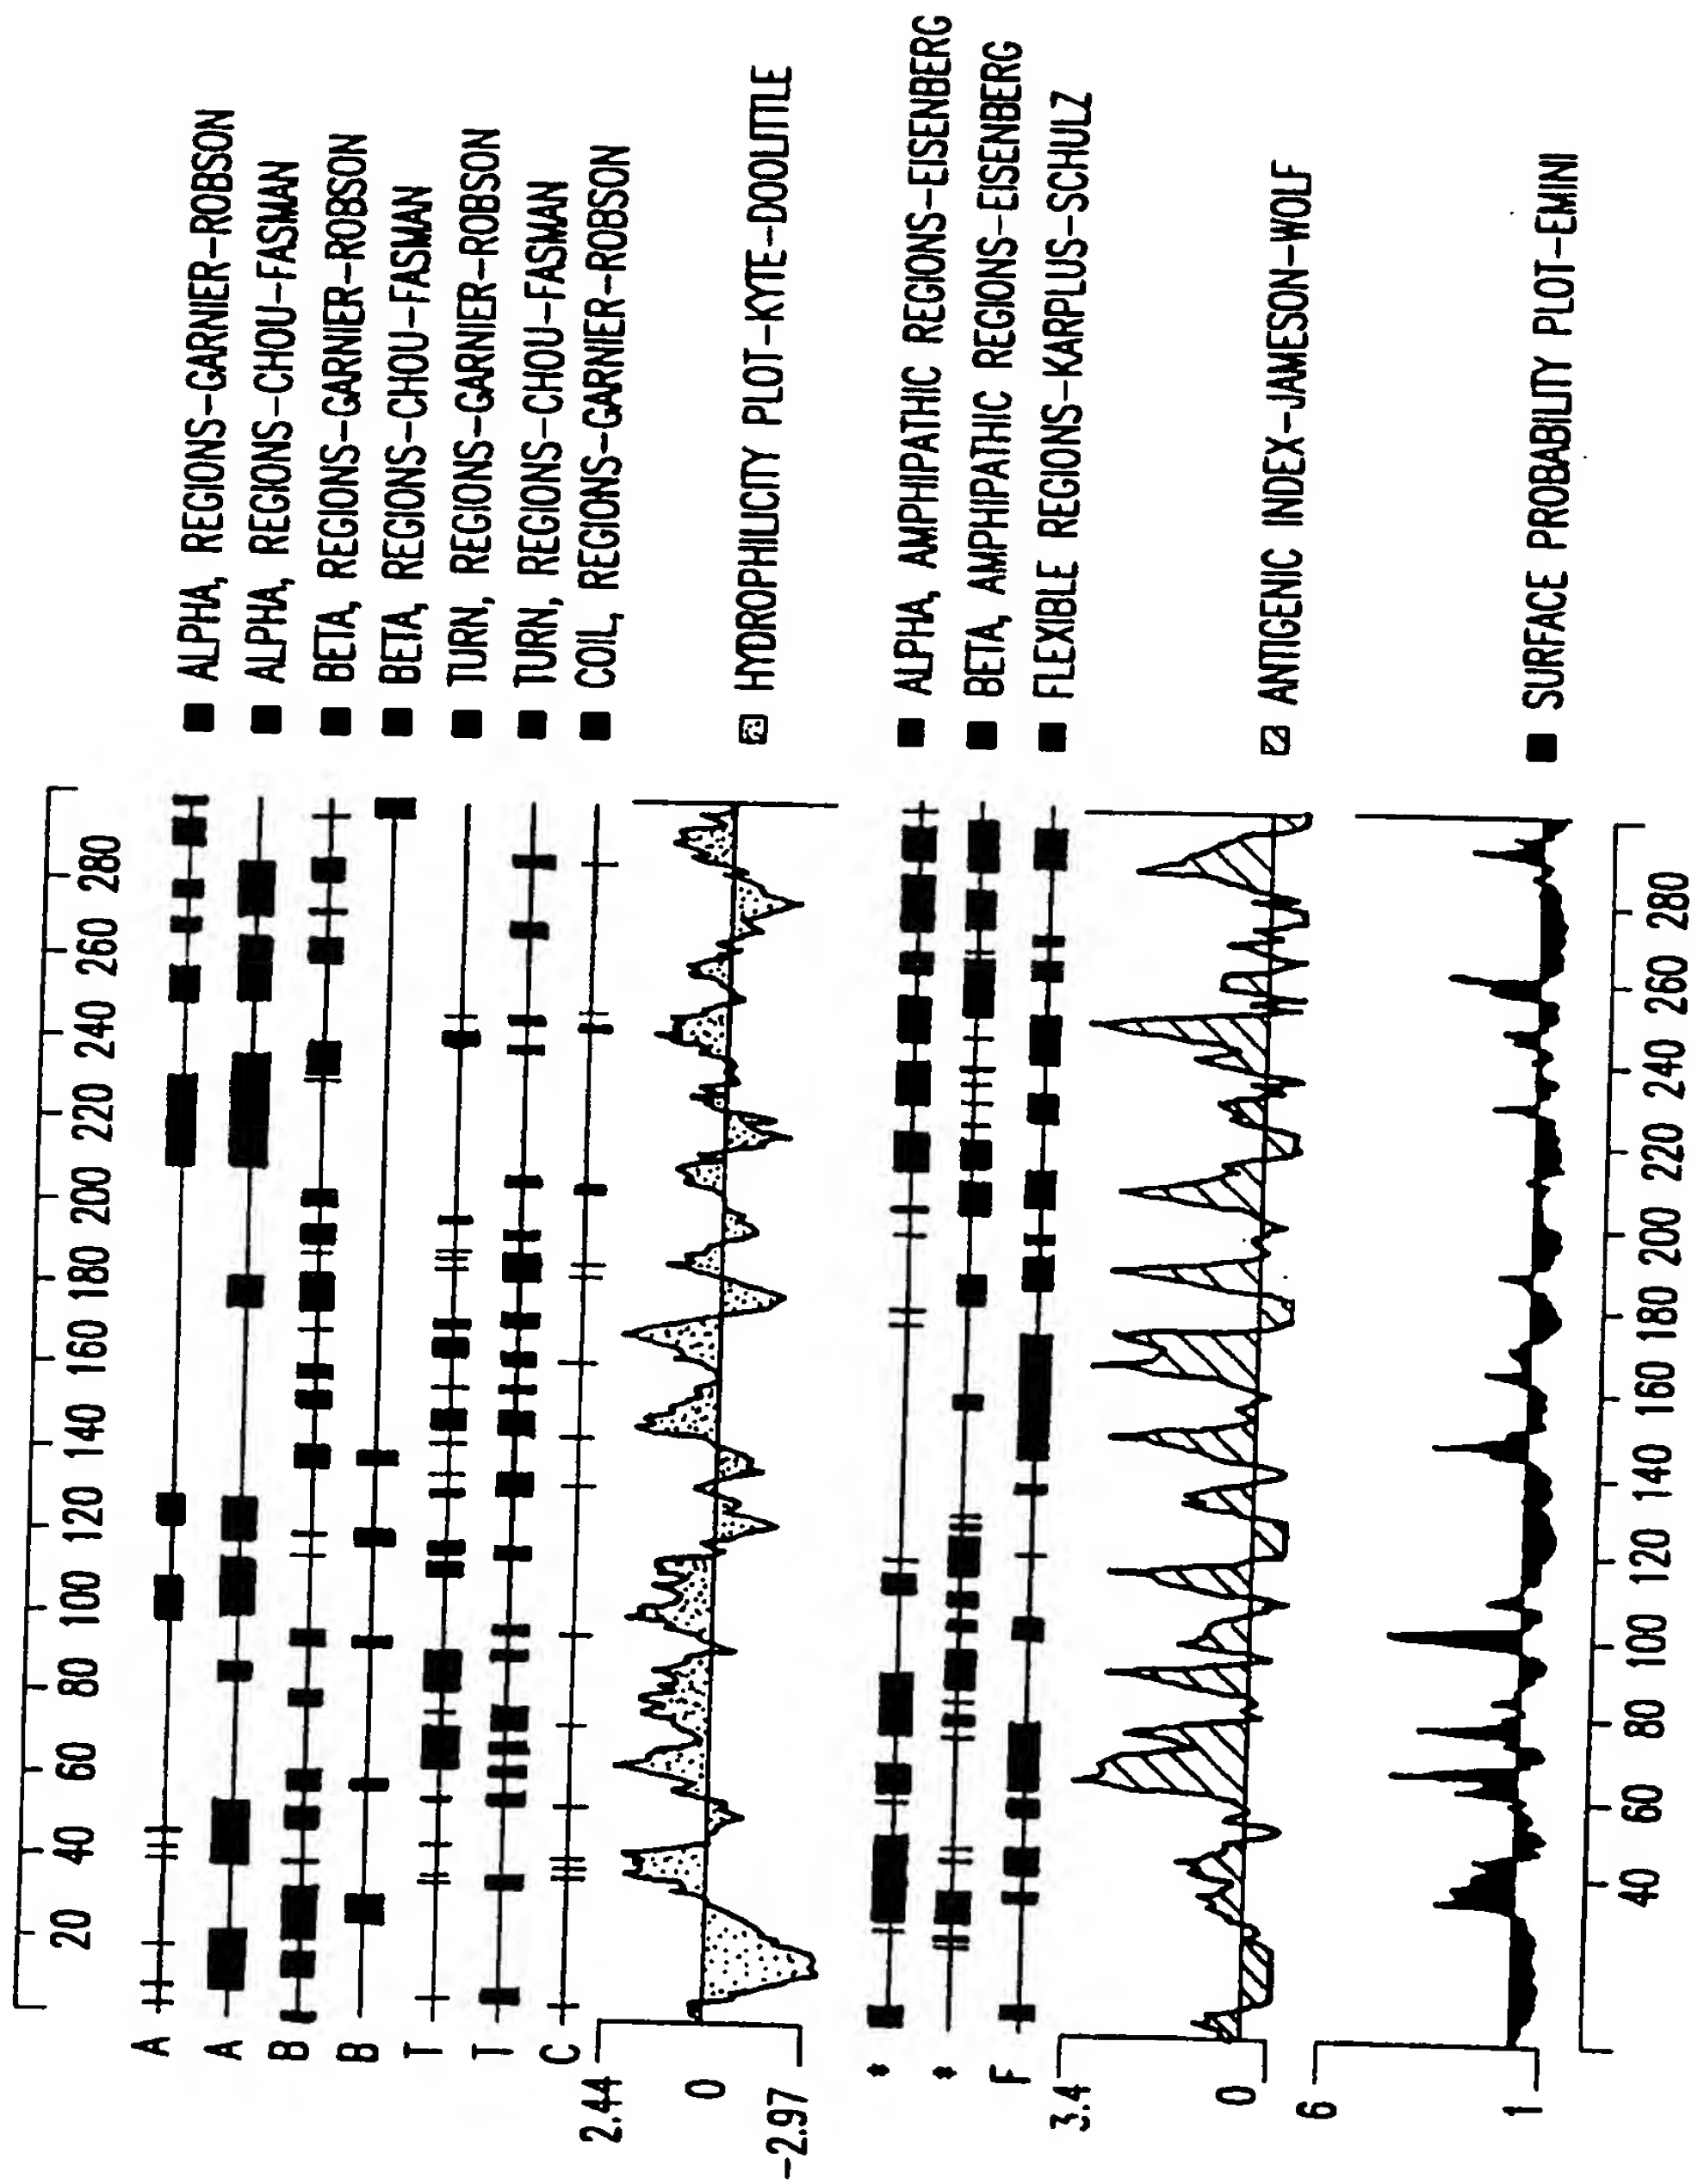 20 40 60 80 100 120 140 160 180 200 220 240 260 280
A ALPHA, REGIONS-GARNIER-ROBSON
A ALPHA, REGIONS-CHOU-FASMAN
B BETA, REGIONS-GARNIER-ROBSON
B BETA, REGIONS-CHOU-FASMAN
T TURN, REGIONS-GARNIER-ROBSON
T TURN, REGIONS-CHOU-FASMAN
C COIL, REGIONS-GARNIER-ROBSON
2.44
0 HYDROPHILICITY PLOT-KYTE-DOOLITTLE
-2.97
* ALPHA, AMPHIPATHIC REGIONS-EISENBERG
* BETA, AMPHIPATHIC REGIONS-EISENBERG
F FLEXIBLE REGIONS-KARPLUS-SCHULZ
3.4
0 ANTIGENIC INDEX-JAMESON-WOLF
6
1 SURFACE PROBABILITY PLOT-EMINI
40 60 80 100 120 140 160 180 200 220 240 260 280